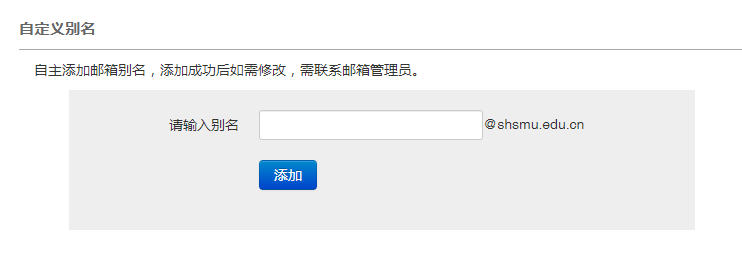 自定义别名
自主添加邮箱别名，添加成功后如需修改，需联系邮箱管理员。
请输入别名 @shsmu.edu.cn
添加